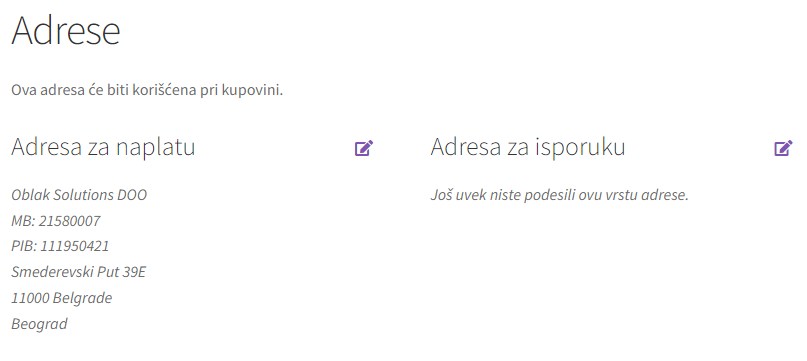 Adrese
Ova adresa će biti korišćena pri kupovini.
Adresa za naplatu
Oblak Solutions DOO
MB: 21580007
PIB: 111950421
Smederevski Put 39E
11000 Belgrade
Beograd
Adresa za isporuku
Još uvek niste podesili ovu vrstu adrese.